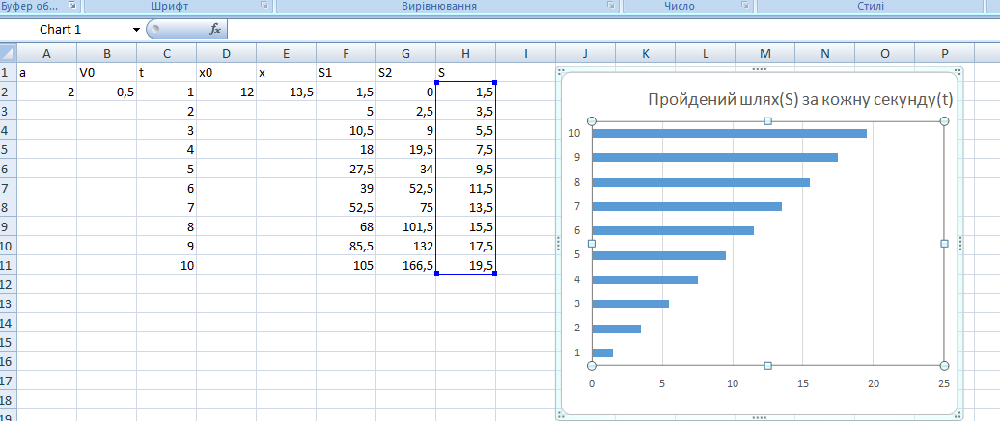 Буфер об... Шрифт Вирівнювання Число Стилі
Chart 1 fx
A B C D E F G H I J K L M N O P
1 a V0 t x0 x S1 S2 S
2 2 0,5 1 12 13,5 1,5 0 1,5
3 2 5 2,5 3,5
4 3 10,5 9 5,5
5 4 18 19,5 7,5
6 5 27,5 34 9,5
7 6 39 52,5 11,5
8 7 52,5 75 13,5
9 8 68 101,5 15,5
10 9 85,5 132 17,5
11 10 105 166,5 19,5
12
13
14
15
16
17
18
19
Пройдений шлях(S) за кожну секунду(t)
10
9
8
7
6
5
4
3
2
1
0 5 10 15 20 25